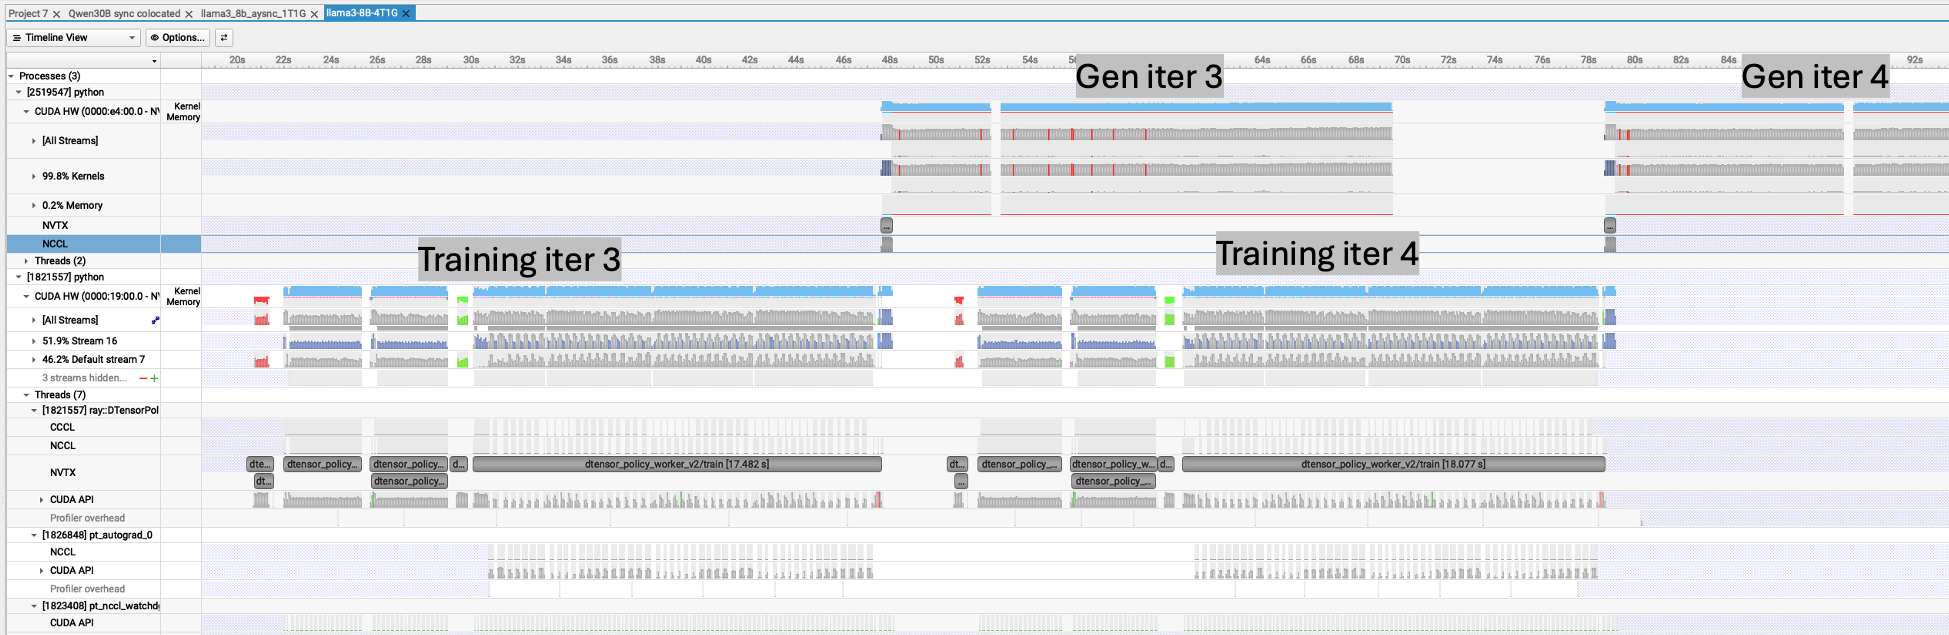 Project 7 Qwen30B sync colocated llama3_8b_aysnc_1T1G llama3-8B-4T1G
Timeline View Options...
20s 22s 24s 26s 28s 30s 32s 34s 36s 38s 40s 42s 44s 46s 48s 50s 52s 54s 64s 66s 68s 70s 72s 74s 76s 78s 80s 82s 84s 92s
Gen iter 3
Gen iter 4
Processes (3)
[2519547] python
CUDA HW (0000:e4:00.0 - NV
Kernel
Memory
[All Streams]
99.8% Kernels
0.2% Memory
NVTX
...
...
NCCL
Training iter 3
Training iter 4
Threads (2)
[1821557] python
CUDA HW (0000:19:00.0 - NV
Kernel
Memory
[All Streams]
51.9% Stream 16
46.2% Default stream 7
3 streams hidden...
Threads (7)
[1821557] ray::DTensorPol
CCCL
NCCL
NVTX
dte... dtensor_policy... dtensor_policy... d... dtensor_policy_worker_v2/train [17.482 s] dt... dtensor_policy_... dtensor_policy_w... d... dtensor_policy_worker_v2/train [18.077 s]
dt... dtensor_policy... ... dtensor_policy_...
CUDA API
Profiler overhead
[1826848] pt_autograd_0
NCCL
CUDA API
Profiler overhead
[1823408] pt_nccl_watchdg
CUDA API